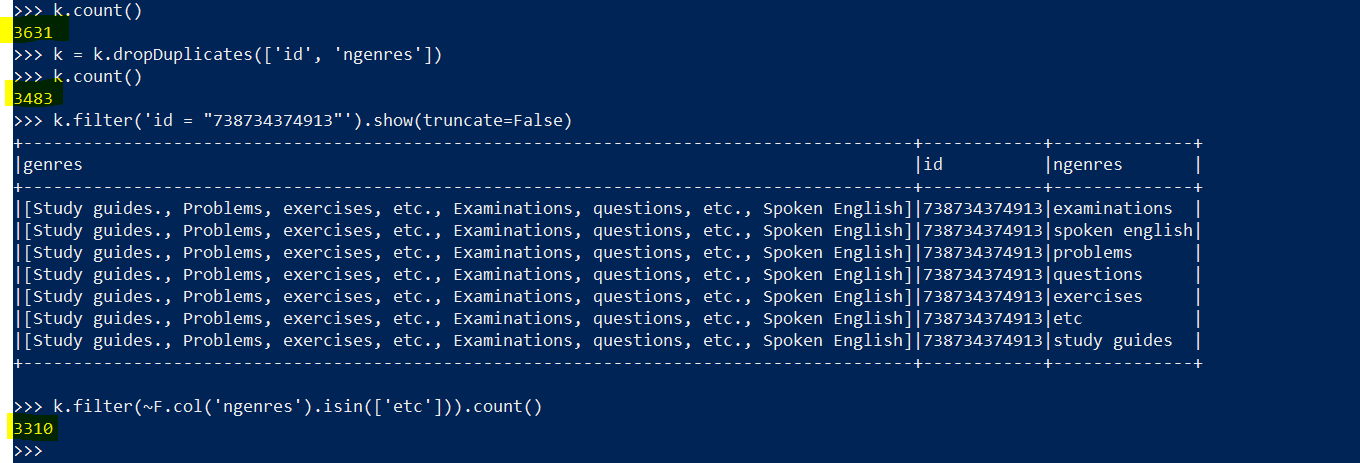 >>> k.count()
3631
>>> k = k.dropDuplicates(['id', 'ngenres'])
>>> k.count()
3483
>>> k.filter('id = "738734374913"').show(truncate=False)
+-----------------------------------------------------------------------------------------+------------+--------------+
|genres                                                                                   |id          |ngenres       |
+-----------------------------------------------------------------------------------------+------------+--------------+
|[Study guides., Problems, exercises, etc., Examinations, questions, etc., Spoken English]|738734374913|examinations  |
|[Study guides., Problems, exercises, etc., Examinations, questions, etc., Spoken English]|738734374913|spoken english|
|[Study guides., Problems, exercises, etc., Examinations, questions, etc., Spoken English]|738734374913|problems      |
|[Study guides., Problems, exercises, etc., Examinations, questions, etc., Spoken English]|738734374913|questions     |
|[Study guides., Problems, exercises, etc., Examinations, questions, etc., Spoken English]|738734374913|exercises     |
|[Study guides., Problems, exercises, etc., Examinations, questions, etc., Spoken English]|738734374913|etc           |
|[Study guides., Problems, exercises, etc., Examinations, questions, etc., Spoken English]|738734374913|study guides  |
+-----------------------------------------------------------------------------------------+------------+--------------+
>>> k.filter(~F.col('ngenres').isin(['etc'])).count()
3310
>>>